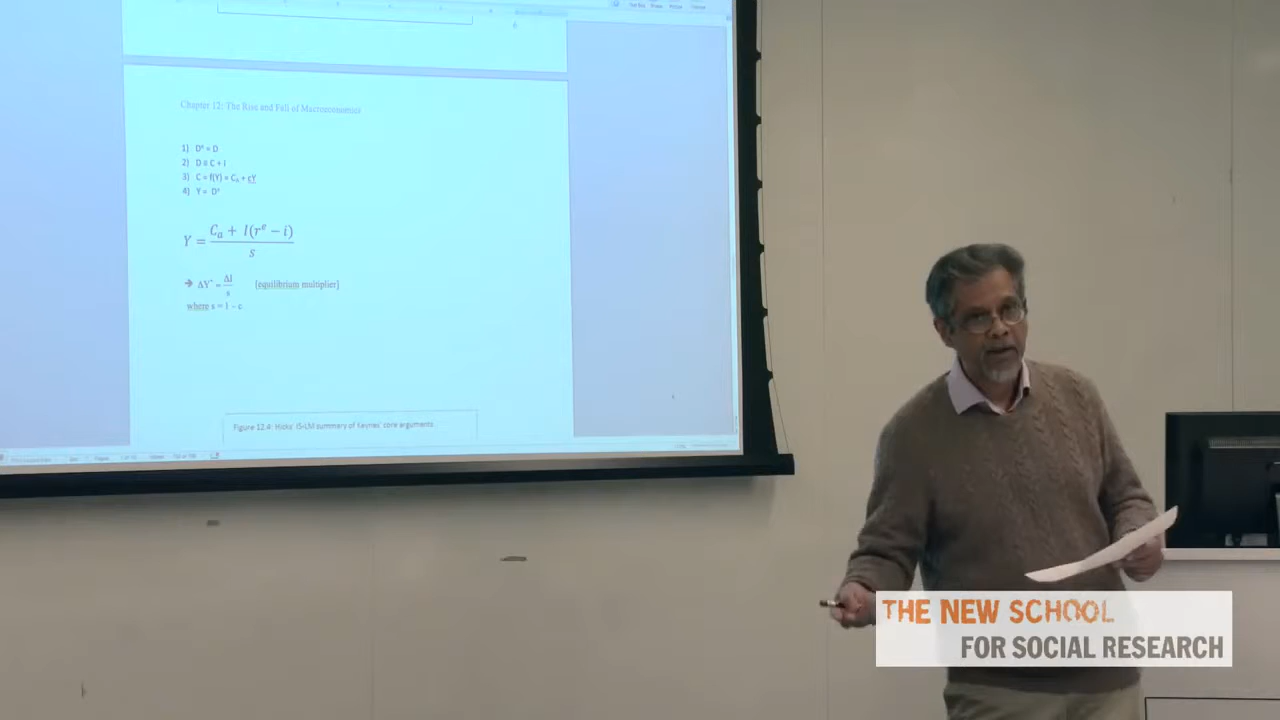 Chapter 12: The Rise and Fall of Macroeconomics
1) Dᵉ = D
2) D ≡ C + I
3) C = f(Y) = Cₐ + cY
4) Y = Dᵉ
Y = (Cₐ + I(rᵉ − i)) / s
➔ ΔY* = ΔI / s [equilibrium multiplier]
where s = 1 – c
Figure 12.4: Hicks' IS-LM summary of Keynes' core arguments
THE NEW SCHOOL
FOR SOCIAL RESEARCH